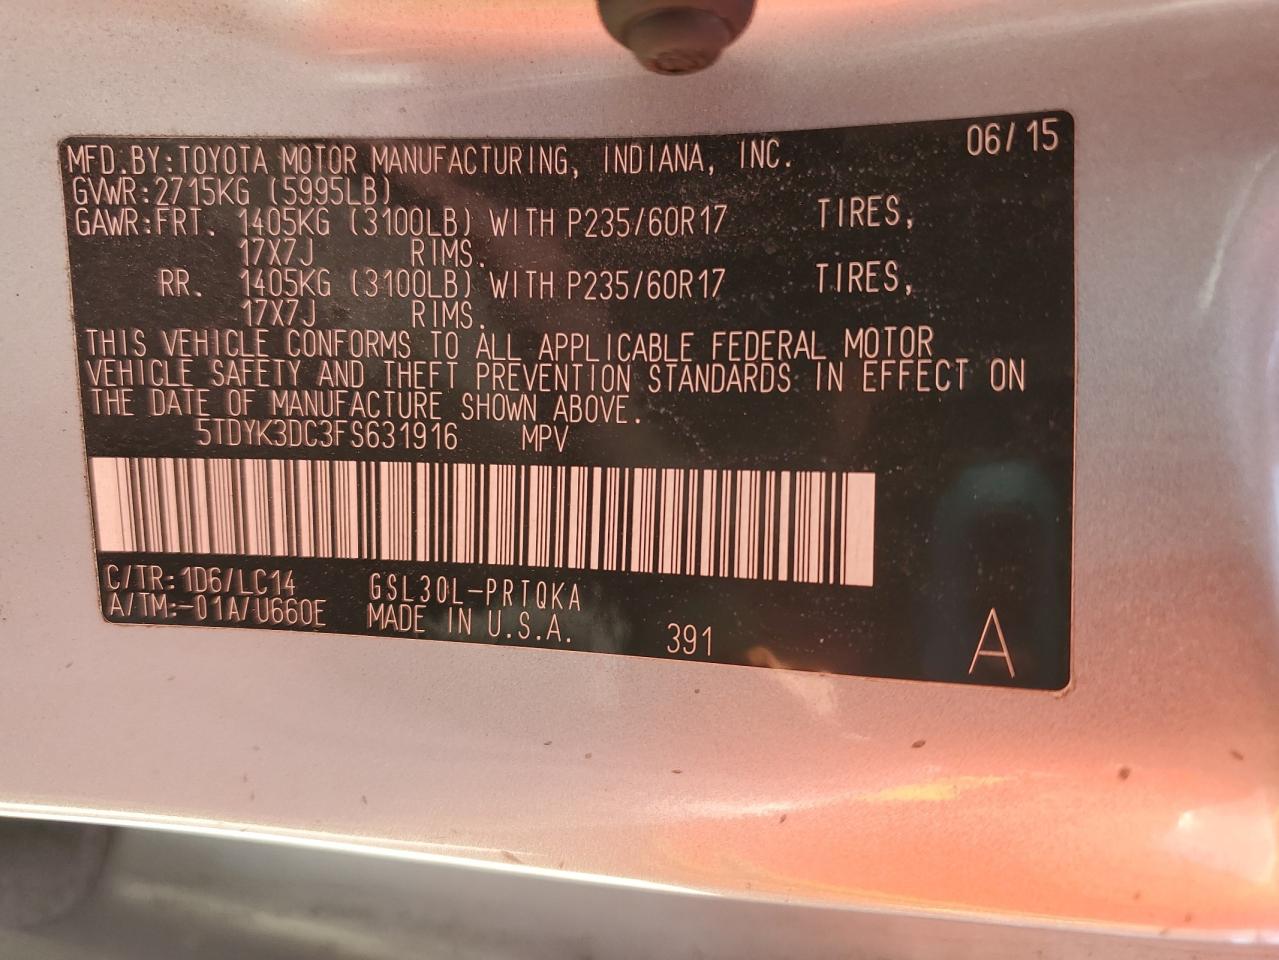 06/15
MFD.BY:TOYOTA MOTOR MANUFACTURING, INDIANA, INC.
GVWR:2715KG (5995LB)
GAWR:FRT. 1405KG (3100LB) WITH P235/60R17 TIRES,
17X7J RIMS.
RR. 1405KG (3100LB) WITH P235/60R17 TIRES,
17X7J RIMS.
THIS VEHICLE CONFORMS TO ALL APPLICABLE FEDERAL MOTOR
VEHICLE SAFETY AND THEFT PREVENTION STANDARDS IN EFFECT ON
THE DATE OF MANUFACTURE SHOWN ABOVE.
5TDYK3DC3FS631916 MPV
C/TR:1D6/LC14 GSL30L-PRTQKA
A/TM:-01A/U660E MADE IN U.S.A. 391 A